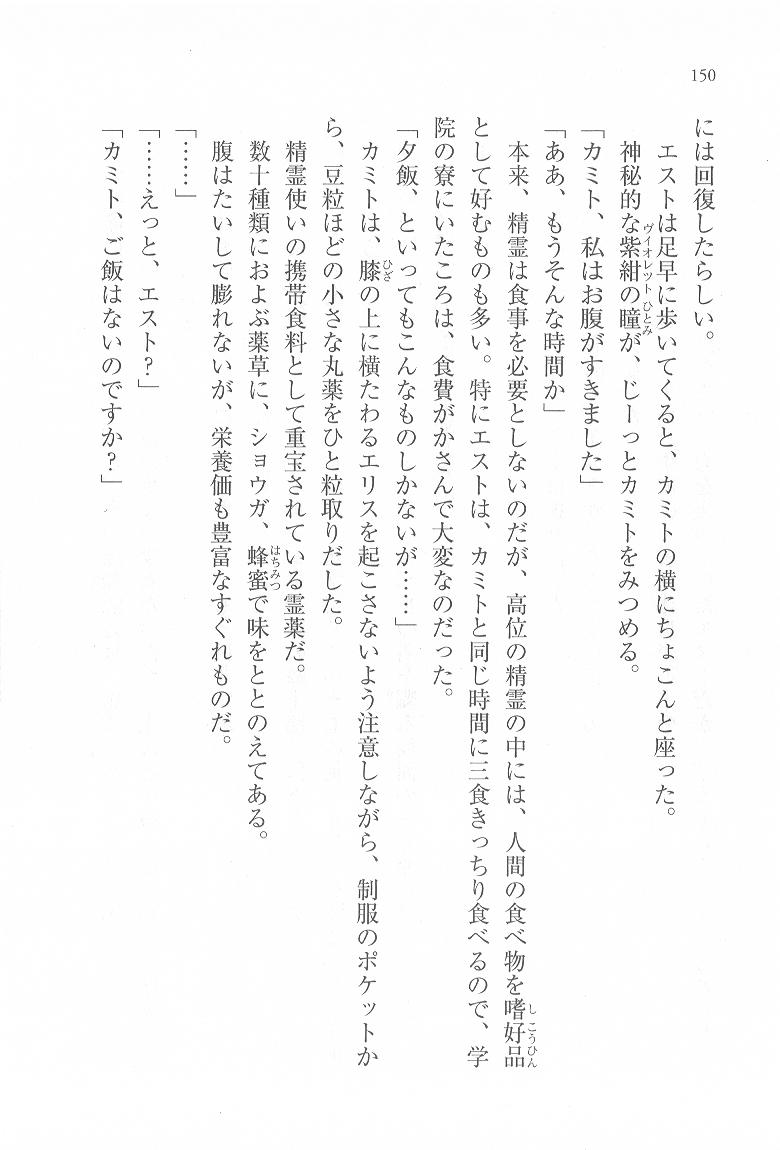 150
には回復したらしい。
エストは足早に歩いてくると、カミトの横にちょこんと座った。
神秘的な紫紺の瞳が、じーっとカミトをみつめる。
ヴィオレット ひとみ
「カミト、私はお腹がすきました」
「ああ、もうそんな時間か」
本来、精霊は食事を必要としないのだが、高位の精霊の中には、人間の食べ物を嗜好品
しこうひん
として好むものも多い。特にエストは、カミトと同じ時間に三食きっちり食べるので、学
院の寮にいたころは、食費がかさんで大変なのだった。
「夕飯、といってもこんなものしかないが……」
カミトは、膝の上に横たわるエリスを起こさないよう注意しながら、制服のポケットか
ひざ
ら、豆粒ほどの小さな丸薬をひと粒取りだした。
精霊使いの携帯食料として重宝されている霊薬だ。
数十種類におよぶ薬草に、ショウガ、蜂蜜で味をととのえてある。
はちみつ
腹はたいして膨れないが、栄養価も豊富なすぐれものだ。
「……」
「……えっと、エスト？」
「カミト、ご飯はないのですか？」